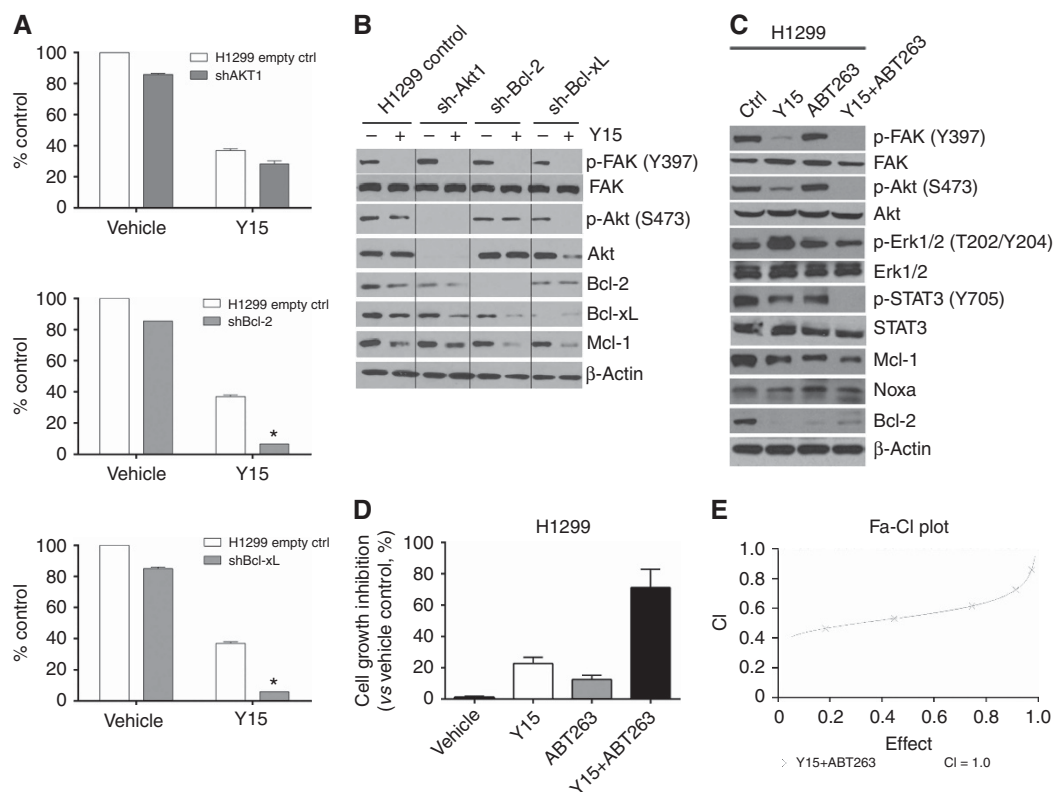 A
% control
100
80
60
40
20
0
H1299 empty ctrl
shAKT1
Vehicle
Y15
% control
100
80
60
40
20
0
H1299 empty ctrl
shBcl-2
*
Vehicle
Y15
% control
100
80
60
40
20
0
H1299 empty ctrl
shBcl-xL
*
Vehicle
Y15
B
H1299 control
sh-Akt1
sh-Bcl-2
sh-Bcl-xL
– + – + – + – + Y15
p-FAK (Y397)
FAK
p-Akt (S473)
Akt
Bcl-2
Bcl-xL
Mcl-1
β-Actin
C
H1299
Ctrl
Y15
ABT263
Y15+ABT263
p-FAK (Y397)
FAK
p-Akt (S473)
Akt
p-Erk1/2 (T202/Y204)
Erk1/2
p-STAT3 (Y705)
STAT3
Mcl-1
Noxa
Bcl-2
β-Actin
D
H1299
Cell growth inhibition
(vs vehicle control, %)
100
80
60
40
20
0
Vehicle
Y15
ABT263
Y15+ABT263
E
Fa-CI plot
CI
1.0
0.8
0.6
0.4
0.2
0
0 0.2 0.4 0.6 0.8 1.0
Effect
Y15+ABT263 CI = 1.0